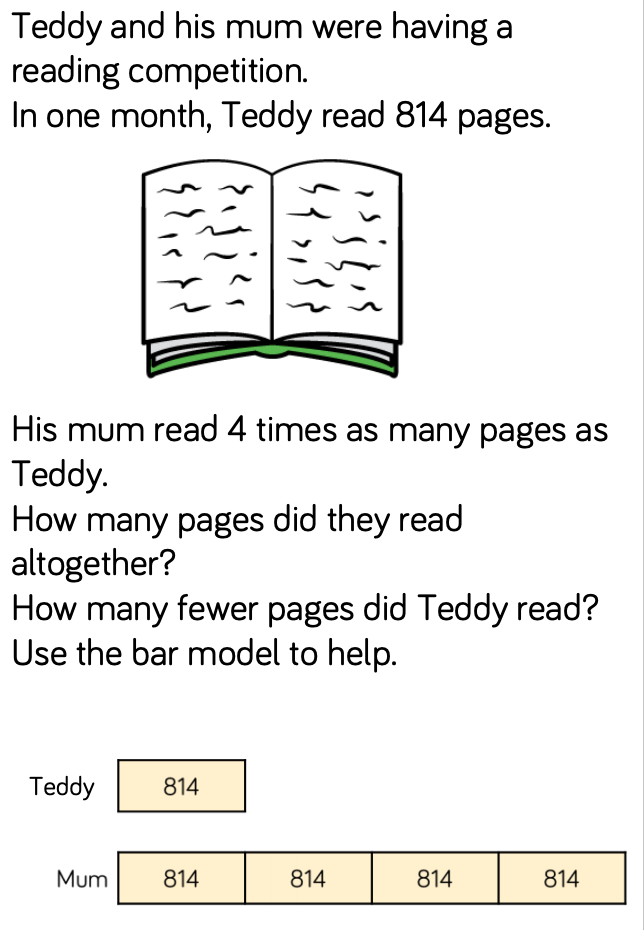 Teddy and his mum were having a
reading competition.
In one month, Teddy read 814 pages.
His mum read 4 times as many pages as
Teddy.
How many pages did they read
altogether?
How many fewer pages did Teddy read?
Use the bar model to help.
Teddy 814
Mum 814 814 814 814